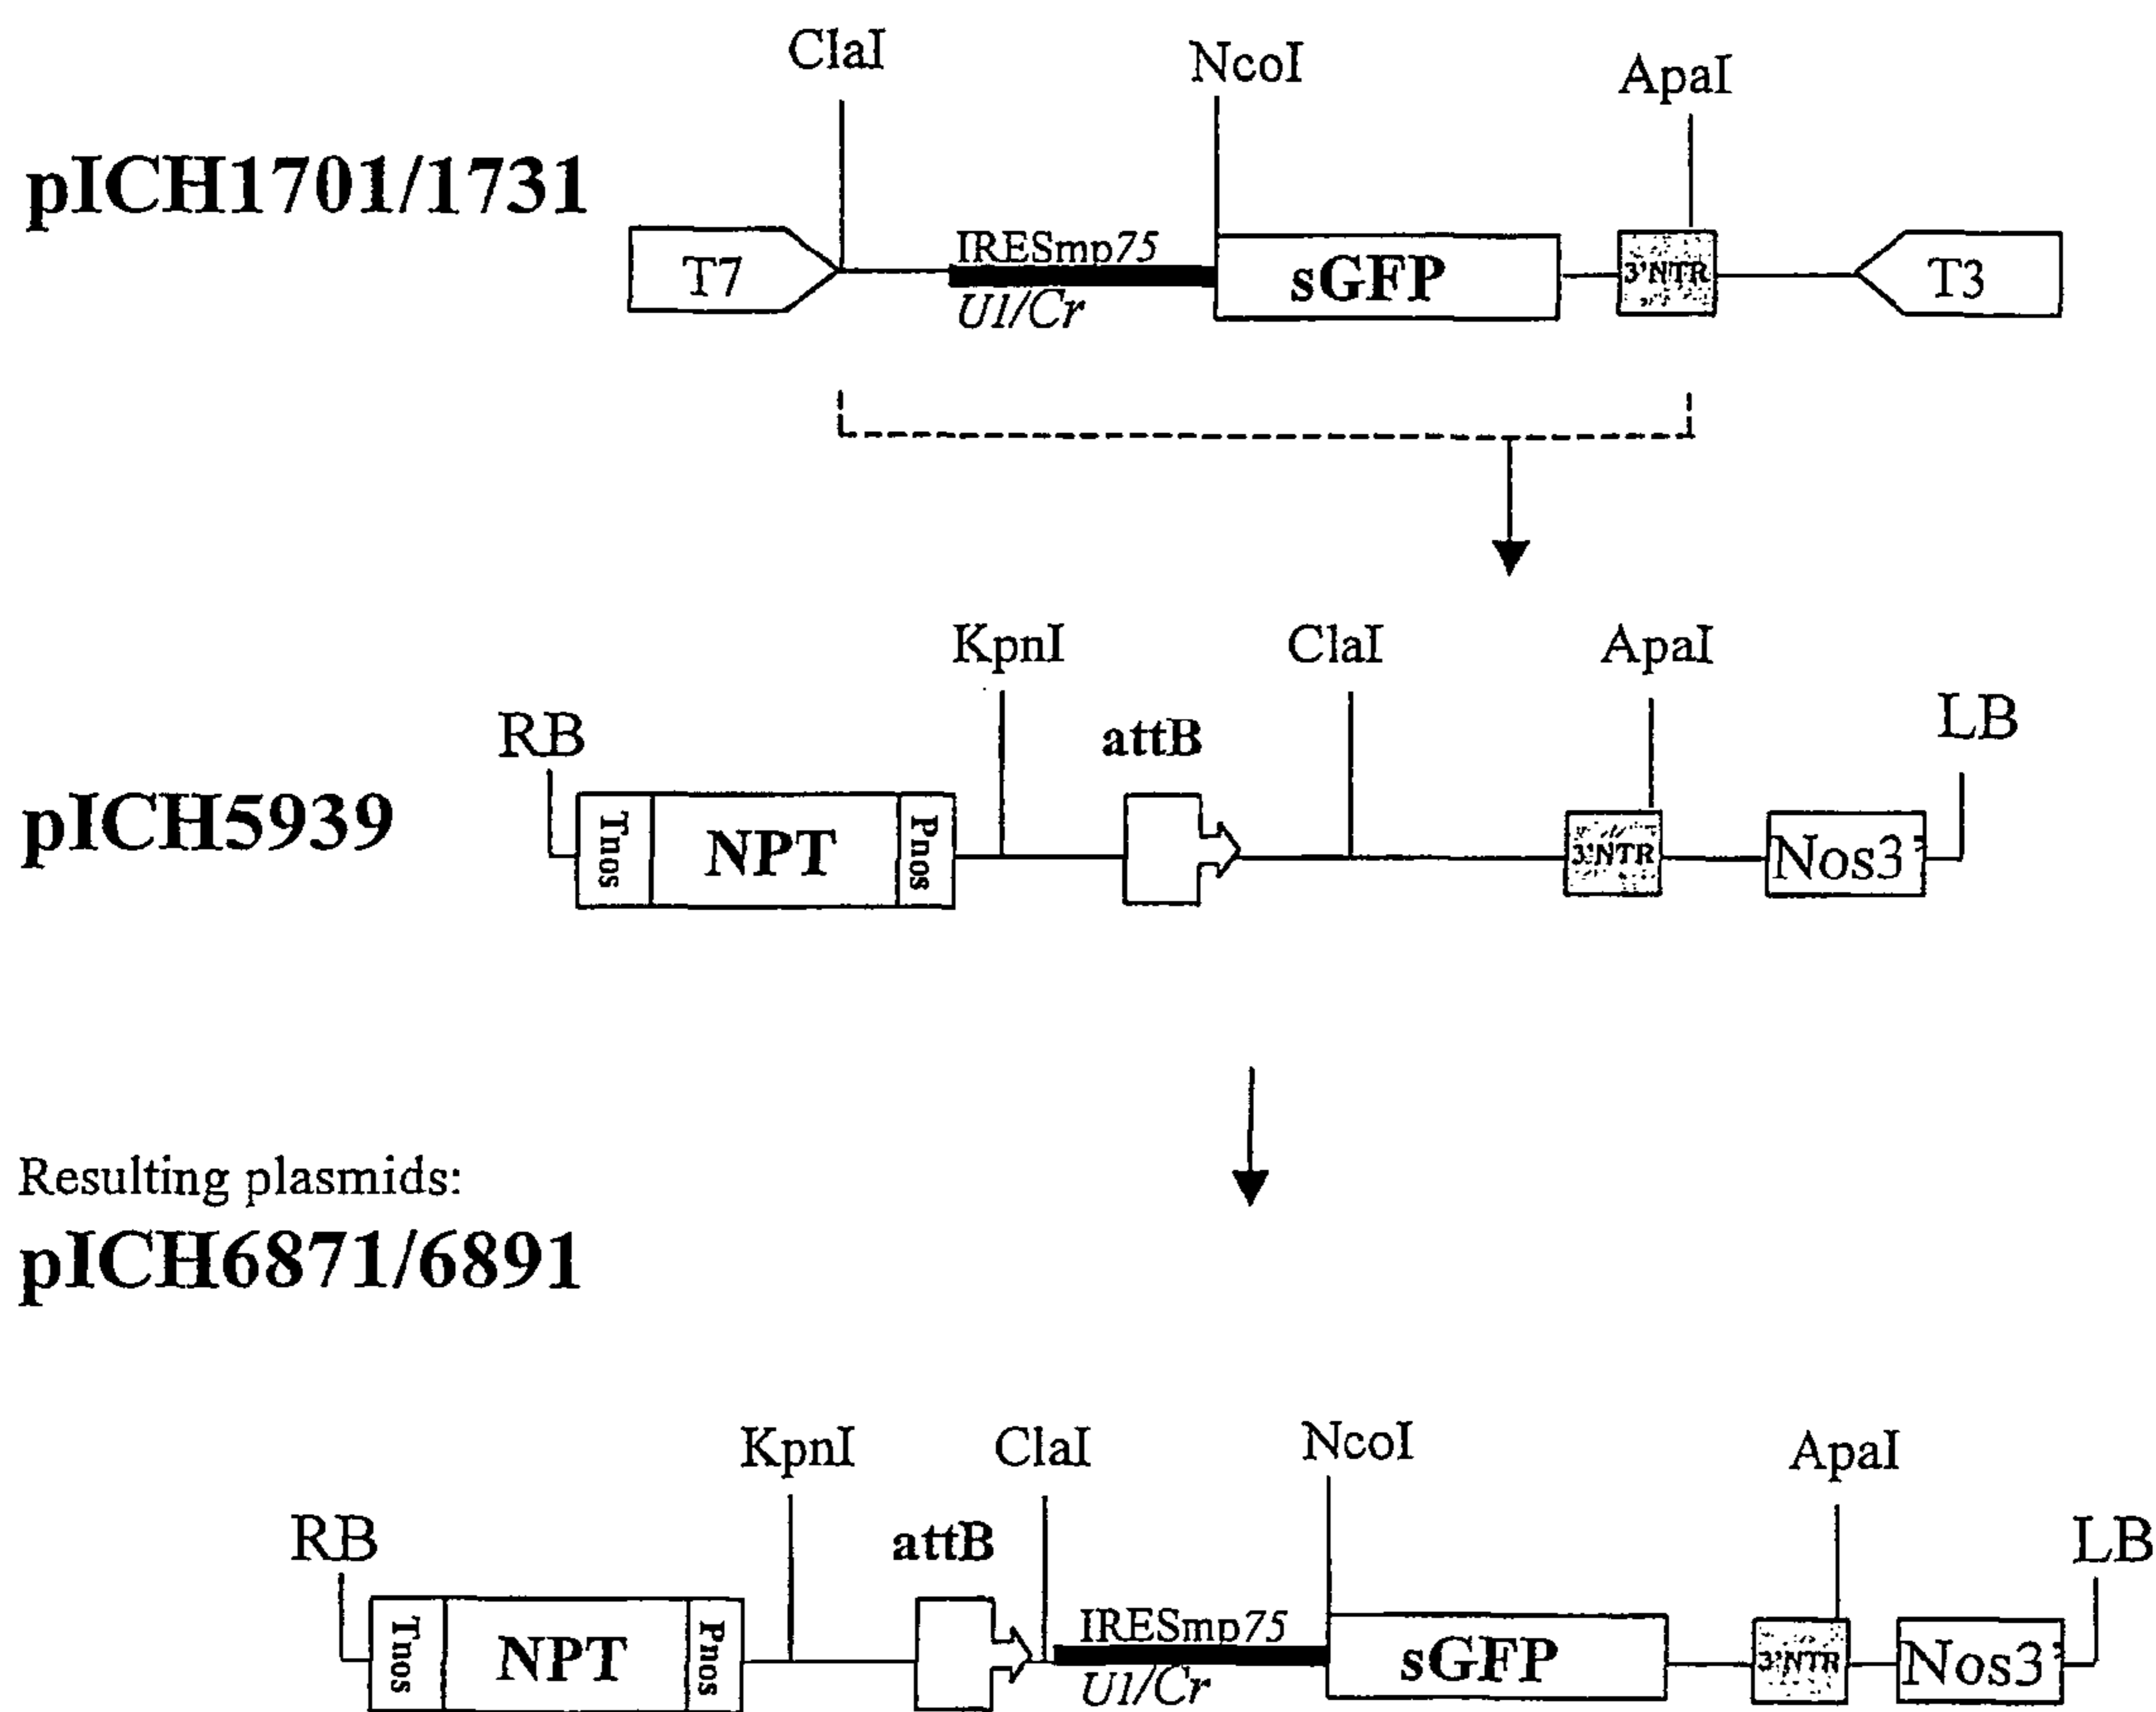 ClaI NcoI ApaI
pICH1701/1731
T7 IRESmp75 sGFP 3'NTR T3
U1/Cr
KpnI ClaI ApaI
RB attB LB
pICH5939
Tnos NPT Pnos 3'NTR Nos3'
Resulting plasmids:
pICH6871/6891
KpnI ClaI NcoI ApaI
RB attB LB
Tnos NPT Pnos IRESmp75 sGFP 3'NTR Nos3'
U1/Cr